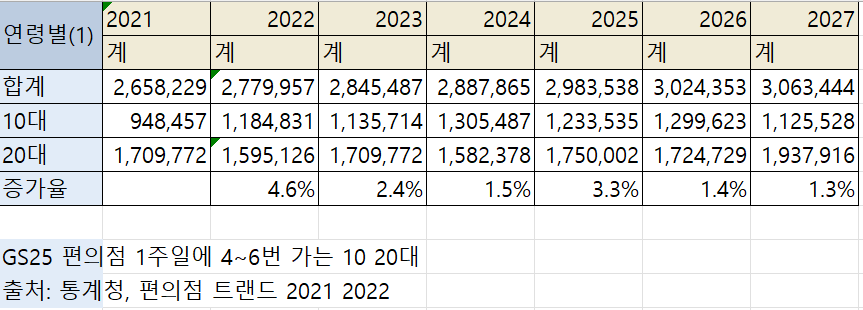 연령별(1) 2021 2022 2023 2024 2025 2026 2027
계 계 계 계 계 계 계
합계 2,658,229 2,779,957 2,845,487 2,887,865 2,983,538 3,024,353 3,063,444
10대 948,457 1,184,831 1,135,714 1,305,487 1,233,535 1,299,623 1,125,528
20대 1,709,772 1,595,126 1,709,772 1,582,378 1,750,002 1,724,729 1,937,916
증가율 4.6% 2.4% 1.5% 3.3% 1.4% 1.3%
GS25 편의점 1주일에 4~6번 가는 10 20대
출처: 통계청, 편의점 트랜드 2021 2022